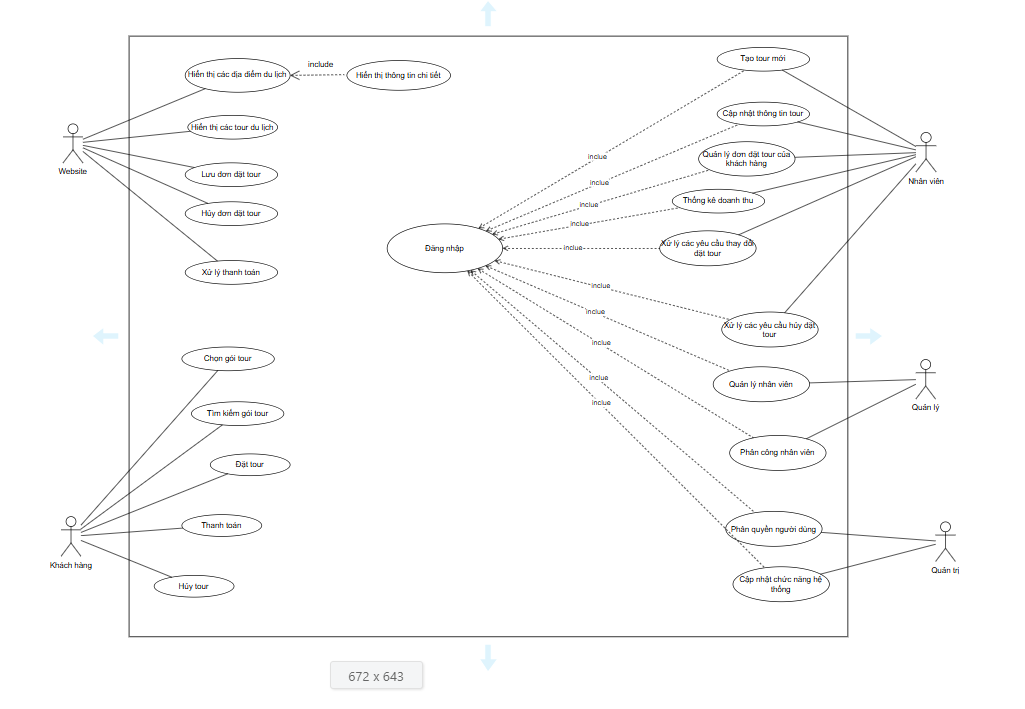 Hiển thị các địa điểm du lịch
include
Hiển thị thông tin chi tiết
Tạo tour mới
Cập nhật thông tin tour
Hiển thị các tour du lịch
Website
Quản lý đơn đặt tour của
khách hàng
inclue
Nhân viên
Lưu đơn đặt tour
inclue
Thống kê doanh thu
inclue
Hủy đơn đặt tour
inclue
Đăng nhập
inclue
Xử lý các yêu cầu thay đổi
đặt tour
Xử lý thanh toán
inclue
inclue
Xử lý các yêu cầu hủy đặt
tour
inclue
Chọn gói tour
inclue
Quản lý nhân viên
inclue
Quản lý
Tìm kiếm gói tour
Phân công nhân viên
Đặt tour
Thanh toán
Phân quyền người dùng
Khách hàng
Quản trị
Hủy tour
Cập nhật chức năng hệ
thống
672 x 643